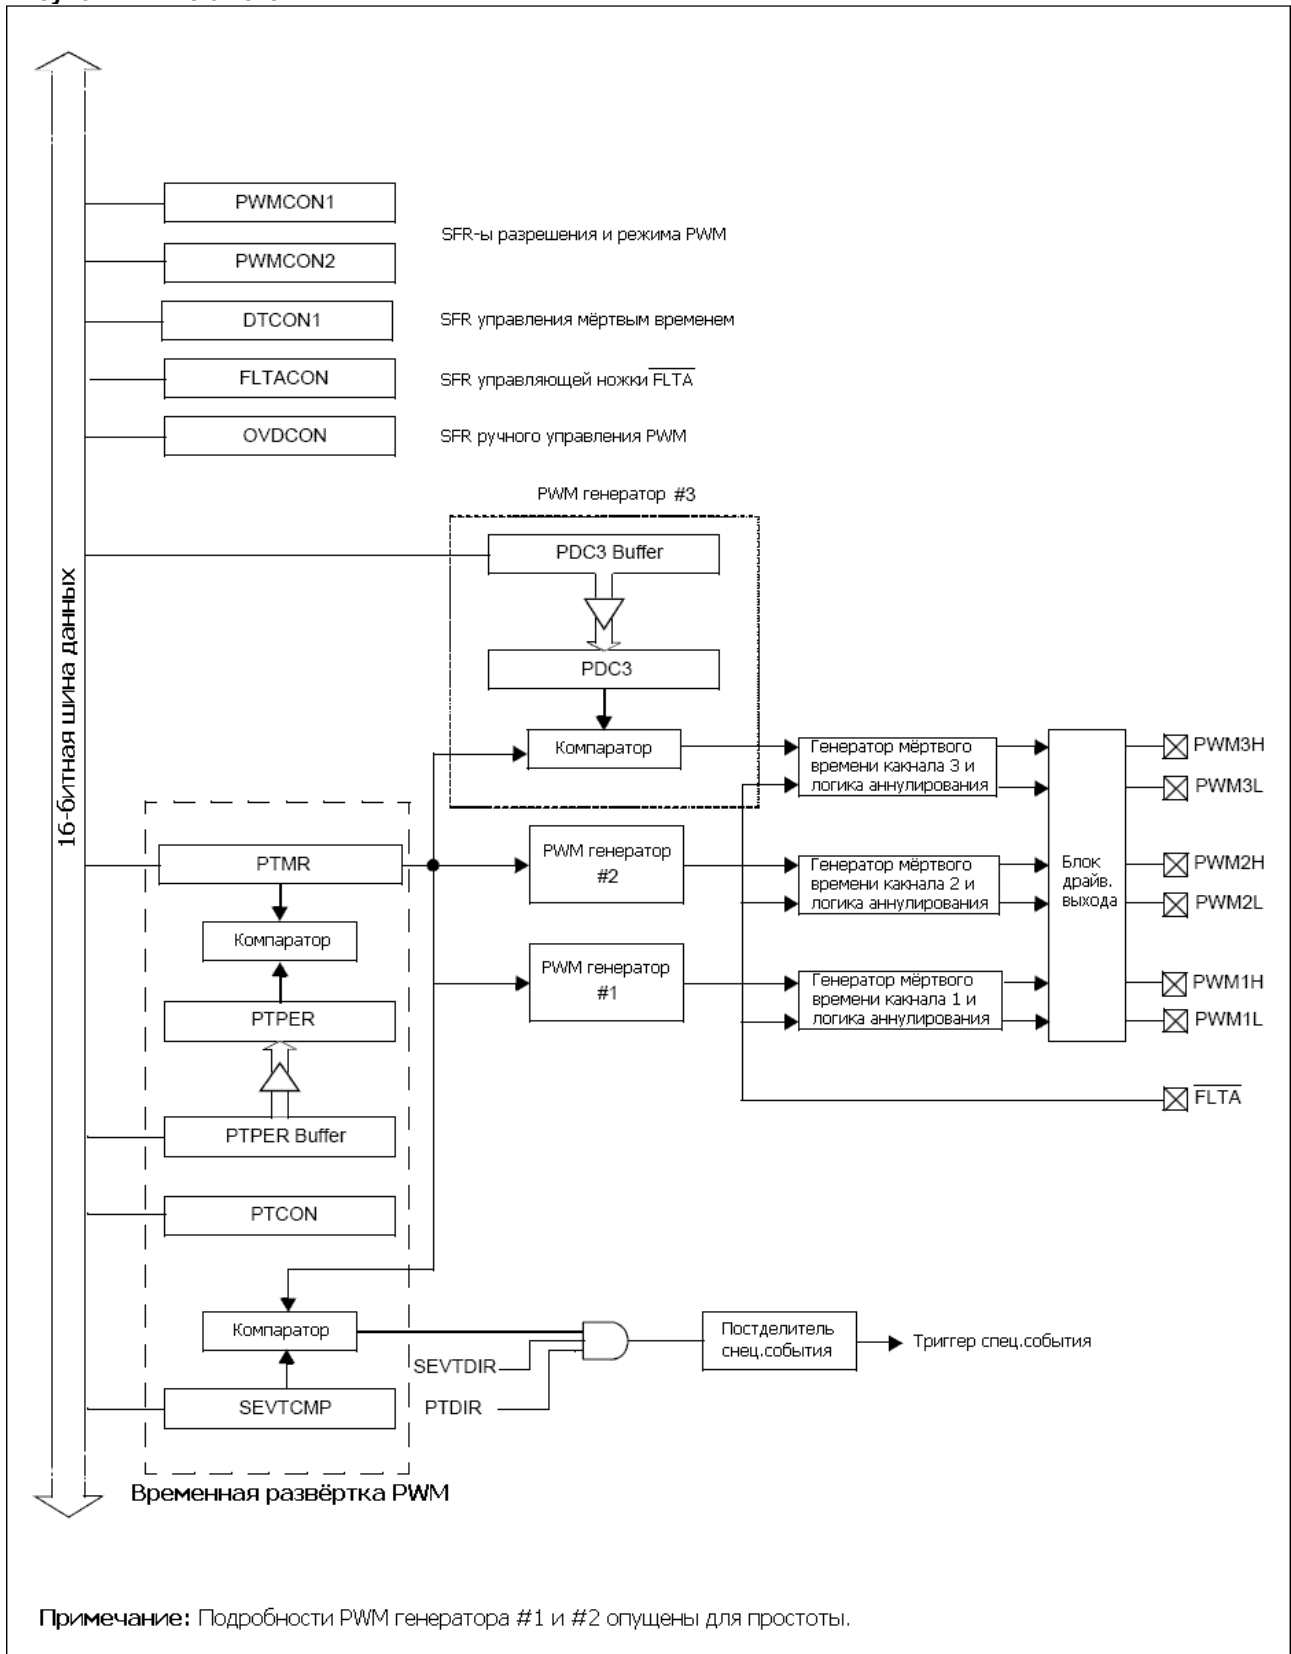 PWMCON1
SFR-ы разрешения и режима PWM
PWMCON2
DTCON1
SFR управления мёртвым временем
FLTACON
SFR управляющей ножки FLTA
OVDCON
SFR ручного управления PWM
PWM генератор #3
PDC3 Buffer
PDC3
Компаратор
16-битная шина данных
Генератор мёртвого
времени какнала 3 и
логика аннулирования
PWM3H
PWM3L
PTMR
PWM генератор
#2
Генератор мёртвого
времени какнала 2 и
логика аннулирования
Блок
драйв.
выхода
PWM2H
PWM2L
Компаратор
PWM генератор
#1
Генератор мёртвого
времени какнала 1 и
логика аннулирования
PWM1H
PWM1L
PTPER
FLTA
PTPER Buffer
PTCON
Компаратор
SEVTDIR
PTDIR
Постделитель
снец.события
Триггер спец.события
SEVTCMP
Временная развёртка PWM
Примечание: Подробности PWM генератора #1 и #2 опущены для простоты.